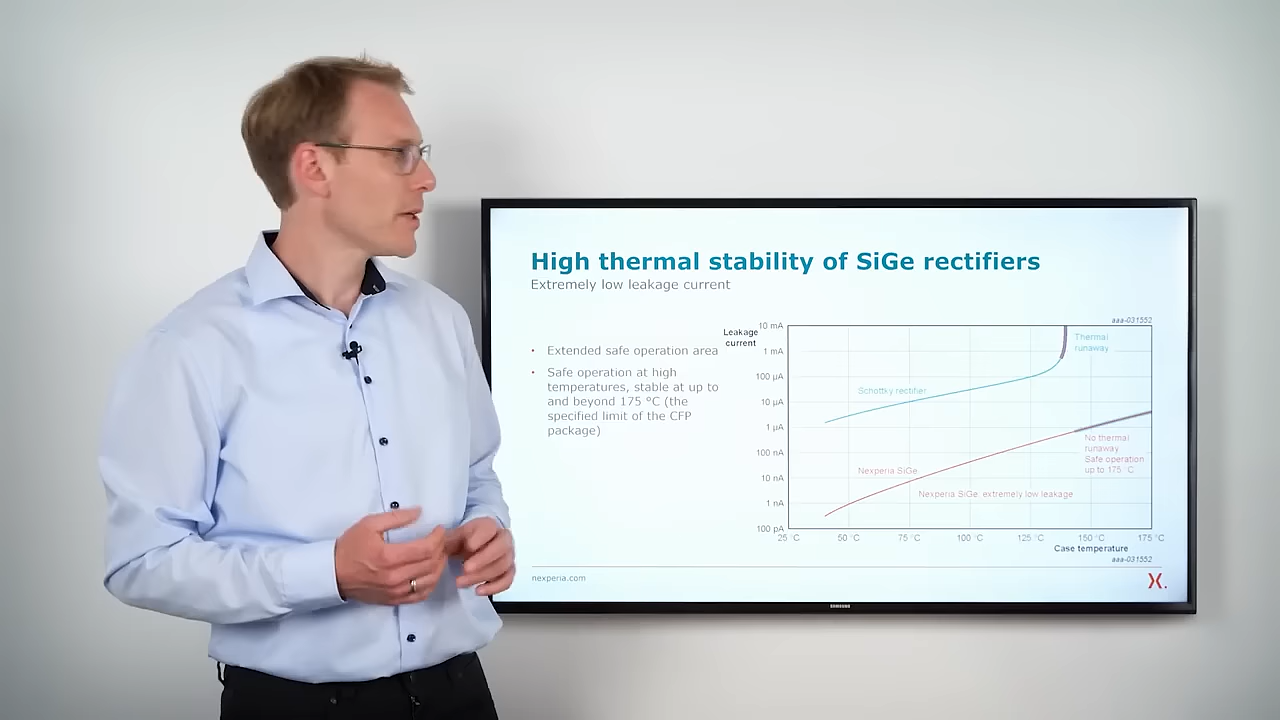 High thermal stability of SiGe rectifiers
Extremely low leakage current
• Extended safe operation area
• Safe operation at high
temperatures, stable at up to
and beyond 175 °C (the
specified limit of the CFP
package)
aaa-031552
Leakage
current
10 mA
1 mA
100 µA
10 µA
1 µA
100 nA
10 nA
1 nA
100 pA
Thermal
runaway
Schottky rectifier
No thermal
runaway
Safe operation
up to 175 °C
Nexperia SiGe
Nexperia SiGe: extremely low leakage
25 °C
50 °C
75 °C
100 °C
125 °C
150 °C
175 °C
Case temperature
aaa-031552
nexperia.com
SAMSUNG